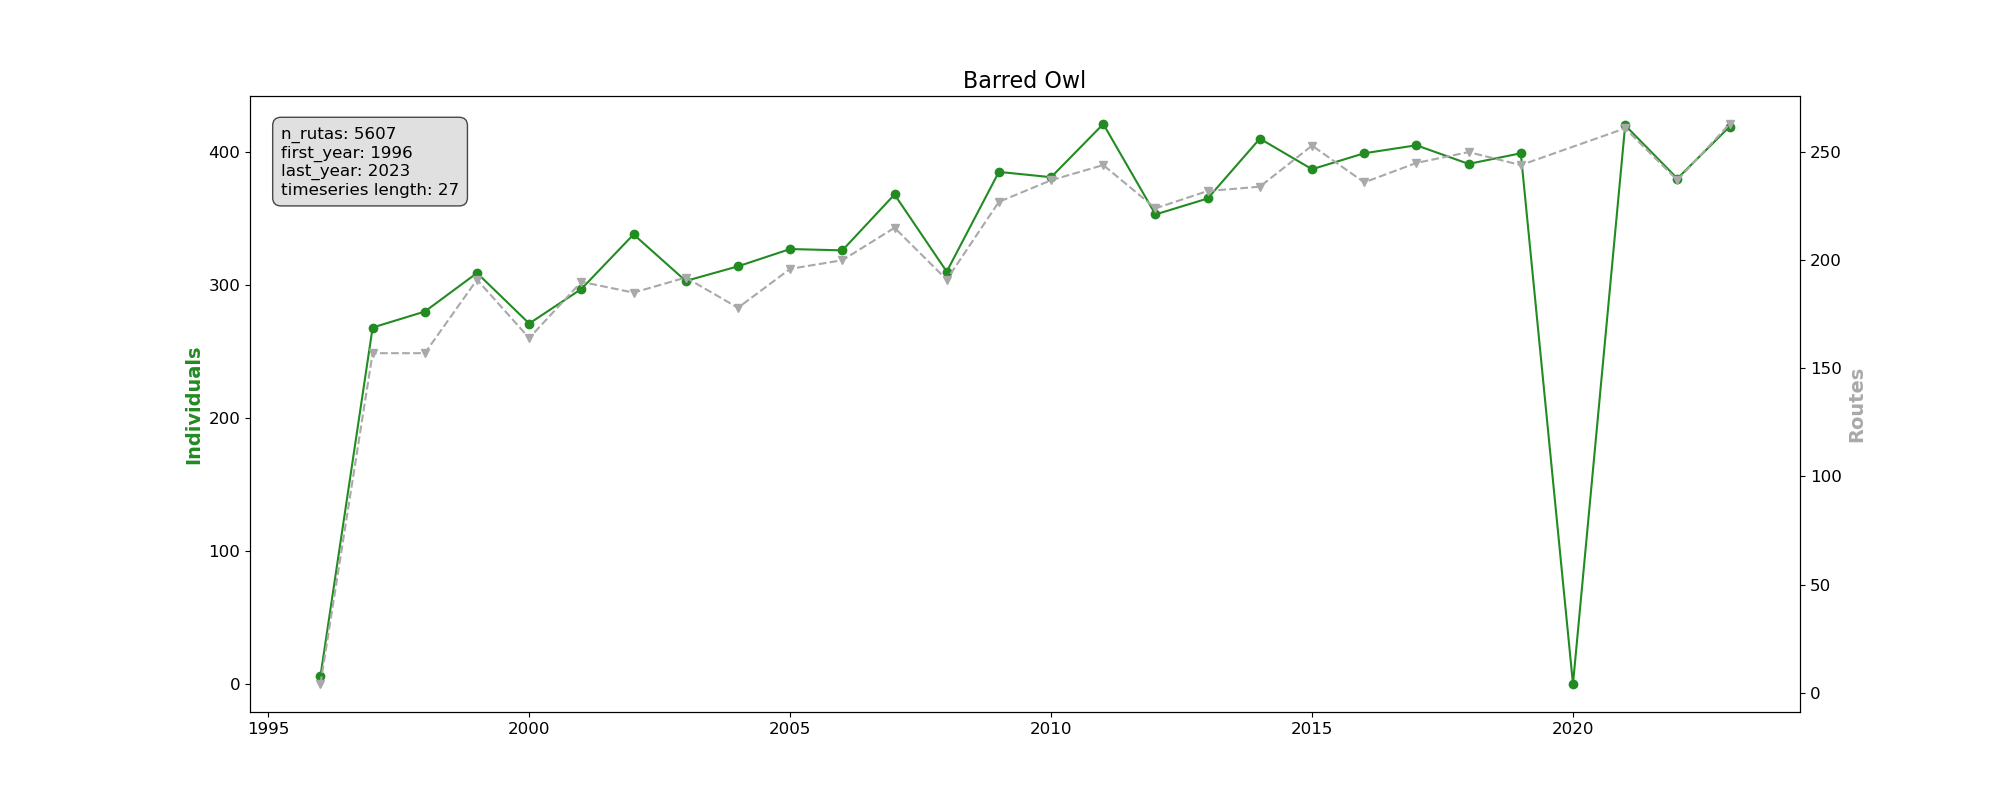 Barred Owl
n_rutas: 5607
first_year: 1996
last_year: 2023
timeseries length: 27
400
300
200
100
0
Individuals
250
200
150
100
50
0
Routes
1995
2000
2005
2010
2015
2020